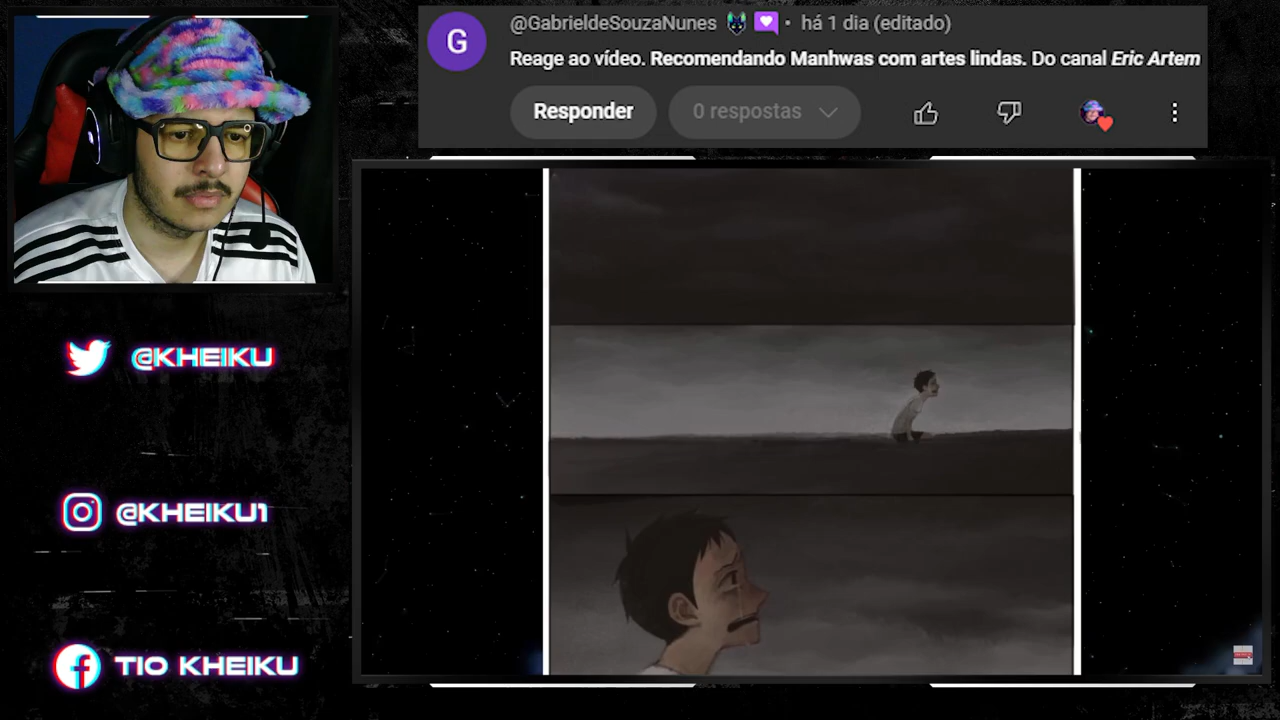 G
@GabrieldeSouzaNunes • há 1 dia (editado)
Reage ao vídeo. Recomendando Manhwas com artes lindas. Do canal Eric Artem
Responder
0 respostas
@KHEIKU
@KHEIKU1
TIO KHEIKU